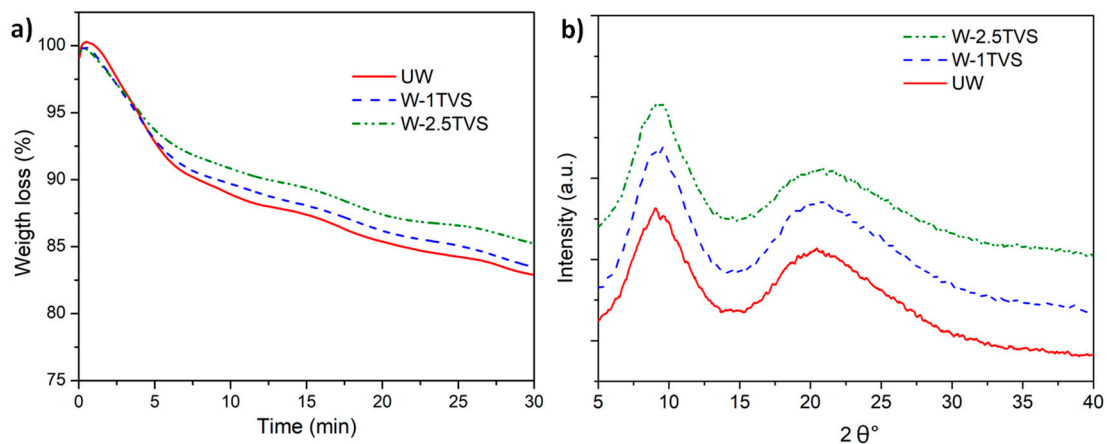 a)
100
95
90
85
80
75
0 5 10 15 20 25 30
Weigth loss (%)
Time (min)
UW
W-1TVS
W-2.5TVS
b)
W-2.5TVS
W-1TVS
UW
Intensity (a.u.)
5 10 15 20 25 30 35 40
2 θ°